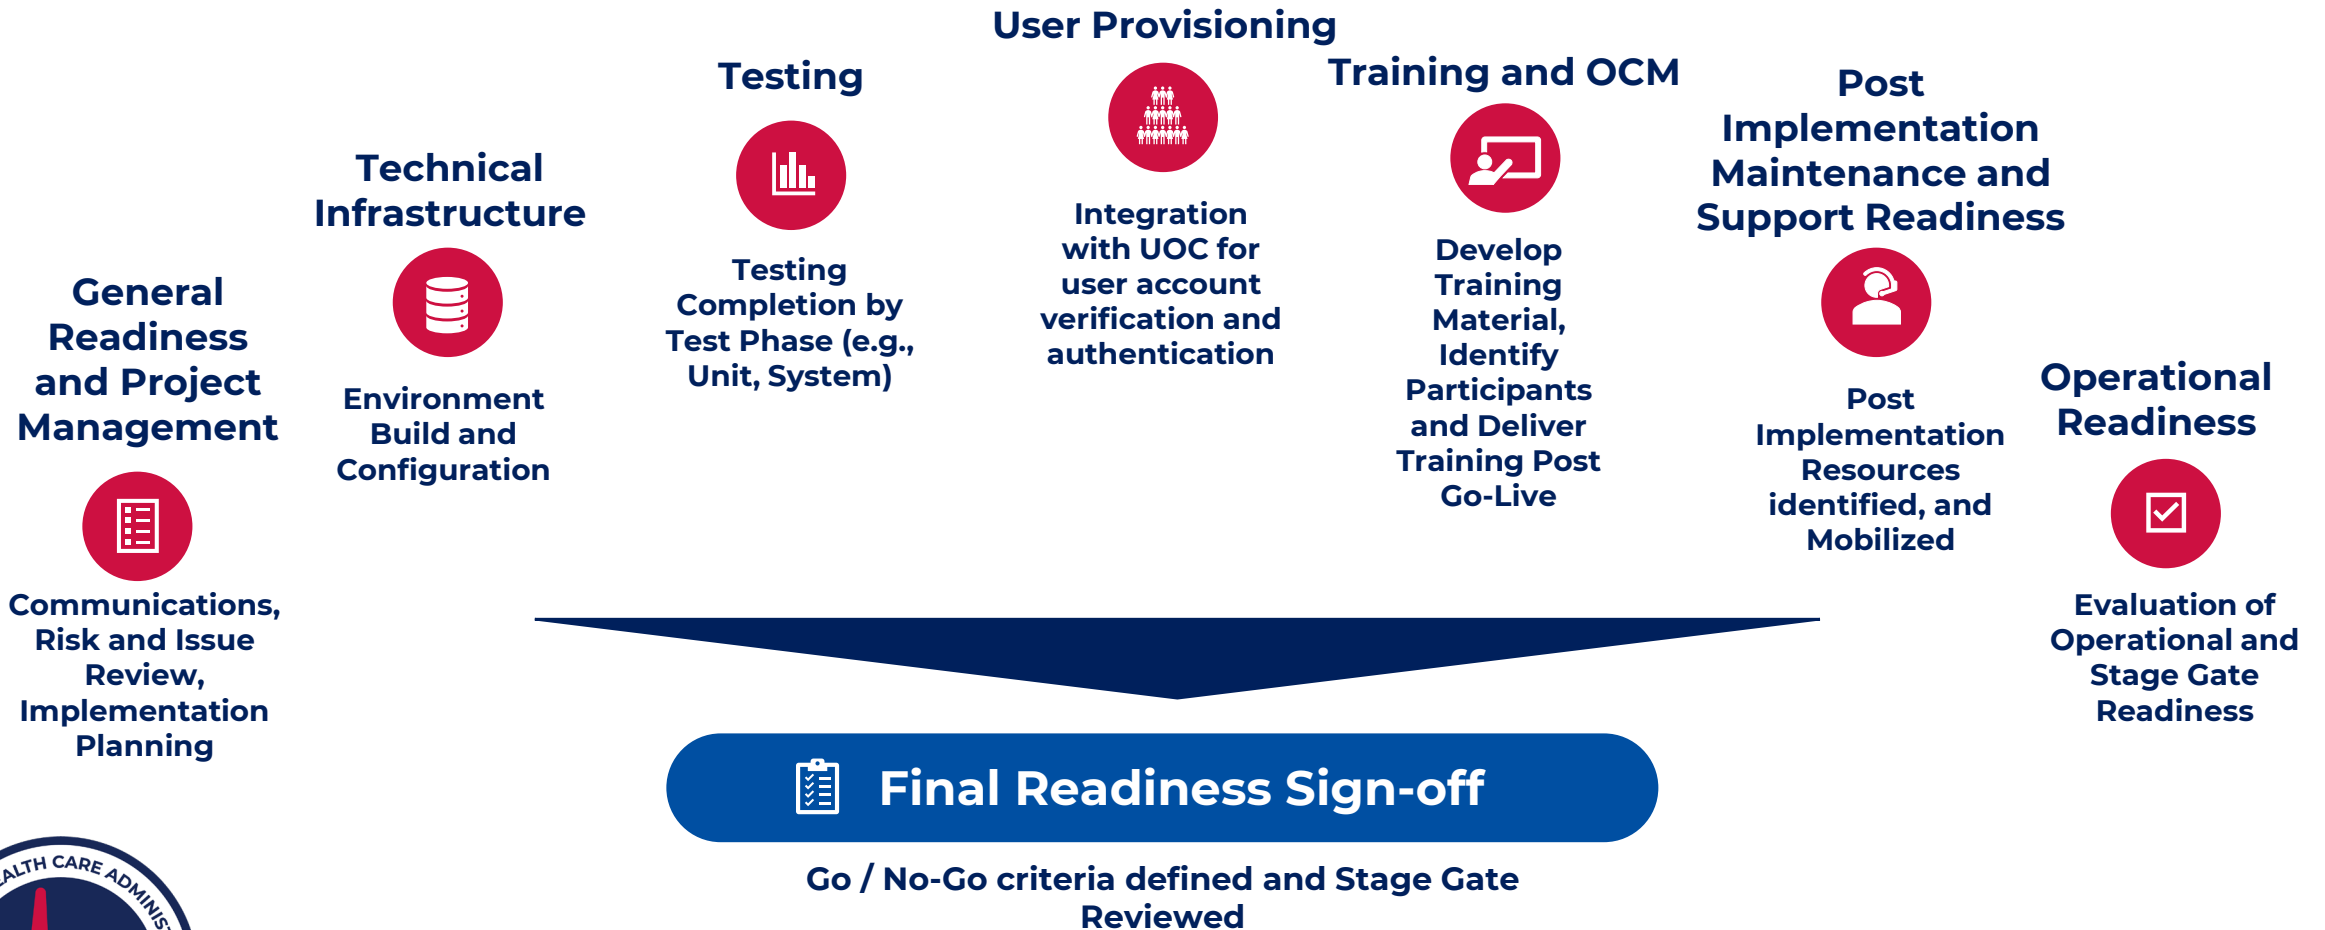 General
Readiness
and Project
Management
Communications,
Risk and Issue
Review,
Implementation
Planning
Technical
Infrastructure
Environment
Build and
Configuration
Testing
Testing
Completion by
Test Phase (e.g.,
Unit, System)
User Provisioning
Integration
with UOC for
user account
verification and
authentication
Training and OCM
Develop
Training
Material,
Identify
Participants
and Deliver
Training Post
Go-Live
Post
Implementation
Maintenance and
Support Readiness
Post
Implementation
Resources
identified, and
Mobilized
Operational
Readiness
Evaluation of
Operational and
Stage Gate
Readiness
Final Readiness Sign-off
Go / No-Go criteria defined and Stage Gate
Reviewed
CARE